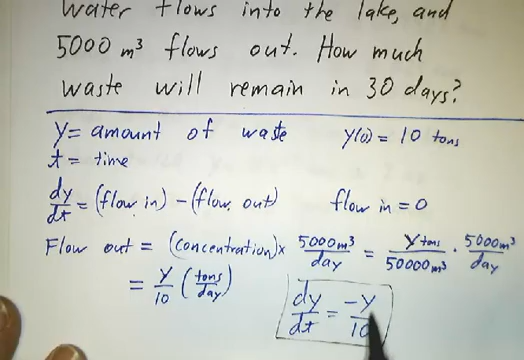 water flows into the lake, and
5000 m³ flows out. How much
waste will remain in 30 days?
y = amount of waste y(0) = 10 tons
t = time
dy/dt = (flow in) - (flow out) flow in = 0
Flow out = (concentration) x 5000m³/day = y tons/50000m³ · 5000m³/day
= y/10 (tons/day)
dy/dt = -y/10